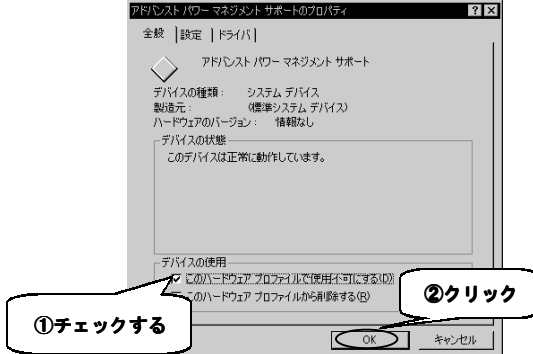 アドバンスト パワー マネジメント サポートのプロパティ
全般 設定 ドライバ
アドバンスト パワー マネジメント サポート
デバイスの種類： システム デバイス
製造元： (標準システム デバイス)
ハードウェアのバージョン： 情報なし
デバイスの状態
このデバイスは正常に動作しています。
デバイスの使用
このハードウェア プロファイルで使用不可にする(D)
このハードウェア プロファイルから削除する(R)
②クリック
①チェックする
OK キャンセル